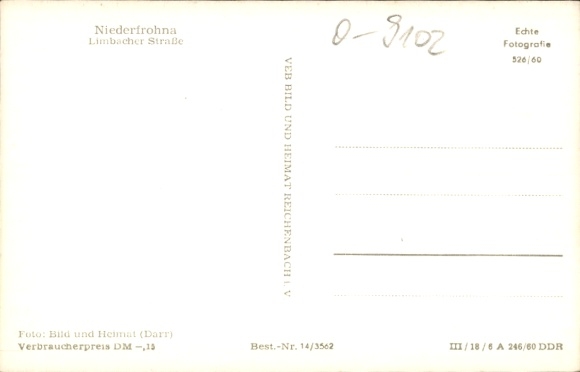 Niederfrohna
Limbacher Straße
O-9102
Echte
Fotografie
526/60
VEB BILD UND HEIMAT REICHENBACH i. V
Foto: Bild und Heimat (Darr)
Verbraucherpreis DM -,15
Best.-Nr. 14/3562
III/18/6 A 246/60 DDR